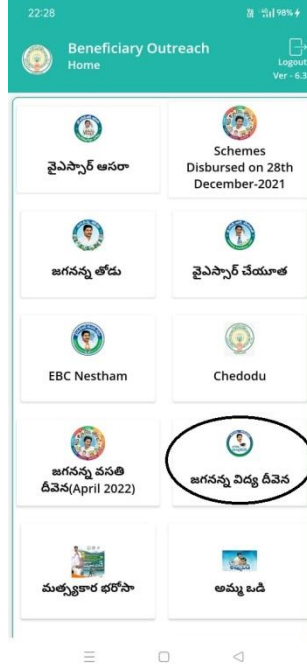 22:28
98%
Beneficiary Outreach
Home
Logout
Ver - 6.3
వైఎస్సార్ ఆసరా
Schemes
Disbursed on 28th
December-2021
జగనన్న తోడు
వైఎస్సార్ చేయూత
EBC Nestham
Chedodu
జగనన్న వసతి
దీవెన(April 2022)
జగనన్న విద్య దీవెన
మత్స్యకార భరోసా
అమ్మ ఒడి